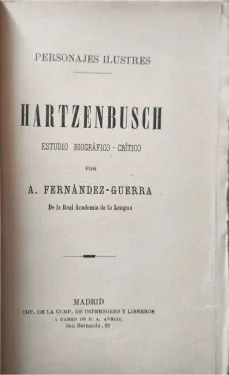 PERSONAJES ILUSTRES
HARTZENBUSCH
ESTUDIO BIOGRÁFICO-CRÍTICO
POR
A. FERNÁNDEZ-GUERRA
De la Real Academia de la Lengua
MADRID
IMP. DE LA COMP. DE IMPRESORES Y LIBREROS
Á CARGO DE D. A. AVRIAL
San Bernardo, 92